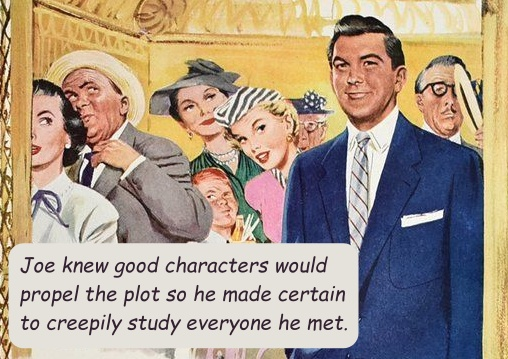 Joe knew good characters would
propel the plot so he made certain
to creepily study everyone he met.